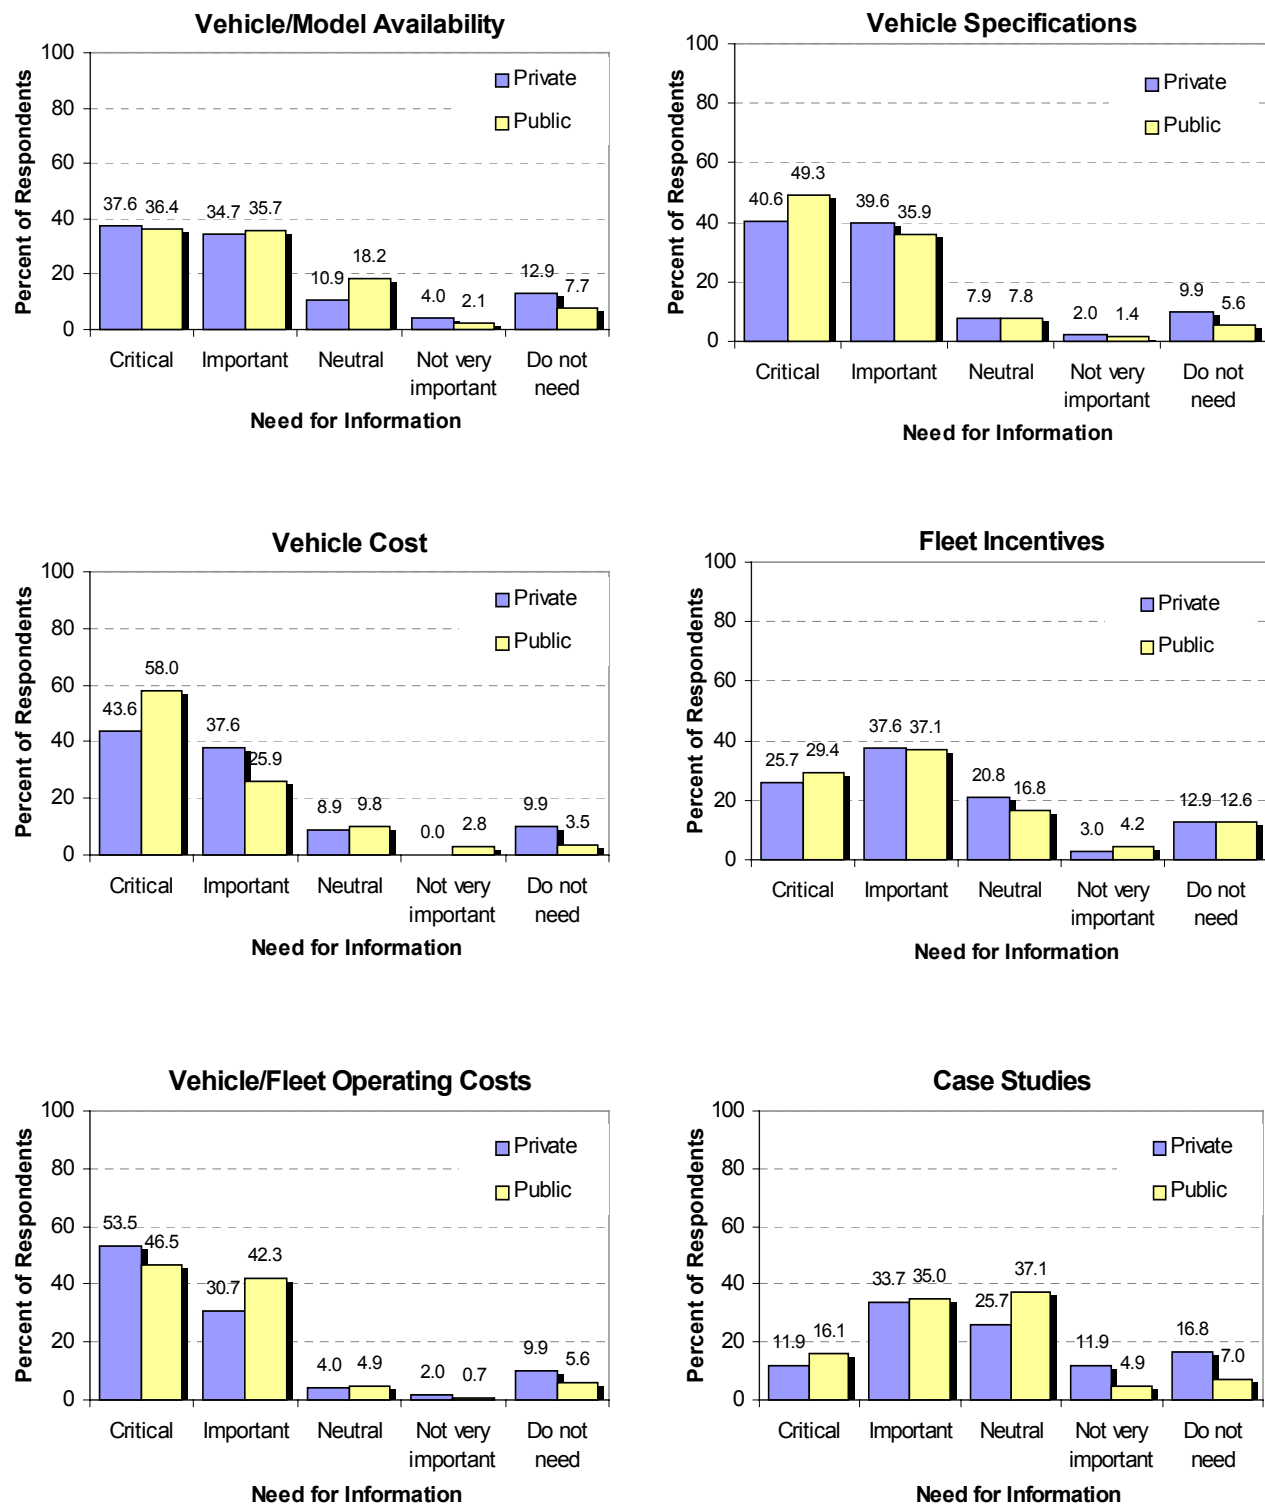 Vehicle/Model Availability
Percent of Respondents
100
80
60
40
20
0
Private
Public
37.6 36.4 34.7 35.7 10.9 18.2 4.0 2.1 12.9 7.7
Critical Important Neutral Not very Do not
important need
Need for Information
Vehicle Specifications
Percent of Respondents
100
80
60
40
20
0
Private
Public
40.6 49.3 39.6 35.9 7.9 7.8 2.0 1.4 9.9 5.6
Critical Important Neutral Not very Do not
important need
Need for Information
Vehicle Cost
Percent of Respondents
100
80
60
40
20
0
Private
Public
43.6 58.0 37.6 25.9 8.9 9.8 0.0 2.8 9.9 3.5
Critical Important Neutral Not very Do not
important need
Need for Information
Fleet Incentives
Percent of Respondents
100
80
60
40
20
0
Private
Public
25.7 29.4 37.6 37.1 20.8 16.8 3.0 4.2 12.9 12.6
Critical Important Neutral Not very Do not
important need
Need for Information
Vehicle/Fleet Operating Costs
Percent of Respondents
100
80
60
40
20
0
Private
Public
53.5 46.5 30.7 42.3 4.0 4.9 2.0 0.7 9.9 5.6
Critical Important Neutral Not very Do not
important need
Need for Information
Case Studies
Percent of Respondents
100
80
60
40
20
0
Private
Public
11.9 16.1 33.7 35.0 25.7 37.1 11.9 4.9 16.8 7.0
Critical Important Neutral Not very Do not
important need
Need for Information